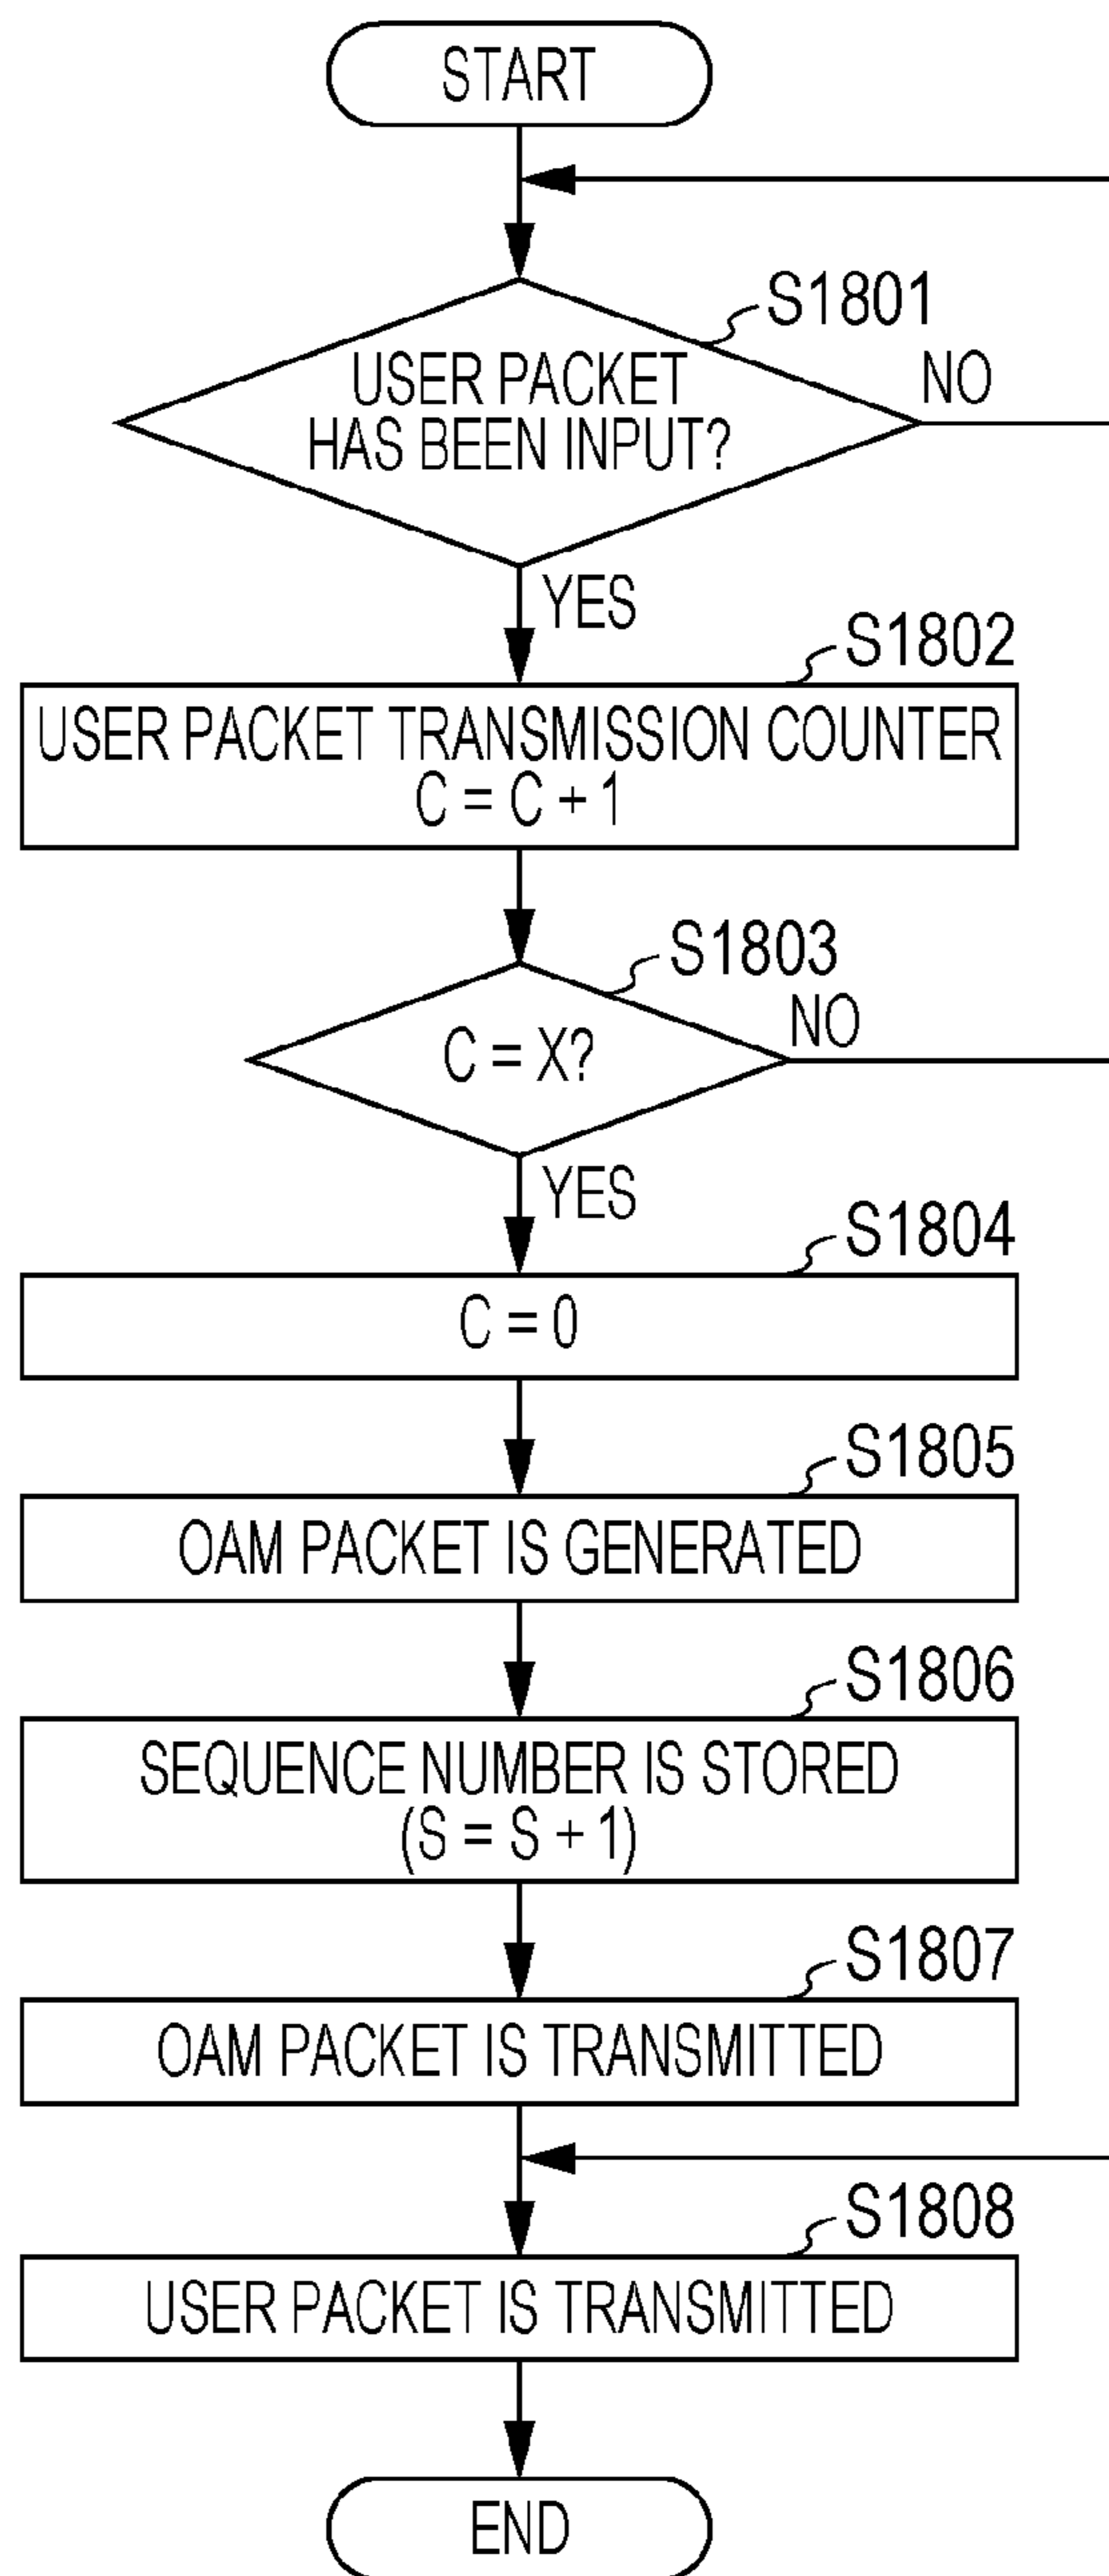 START
S1801
USER PACKET
HAS BEEN INPUT?
NO
YES
S1802
USER PACKET TRANSMISSION COUNTER
C = C + 1
S1803
C = X?
NO
YES
S1804
C = 0
S1805
OAM PACKET IS GENERATED
S1806
SEQUENCE NUMBER IS STORED
(S = S + 1)
S1807
OAM PACKET IS TRANSMITTED
S1808
USER PACKET IS TRANSMITTED
END